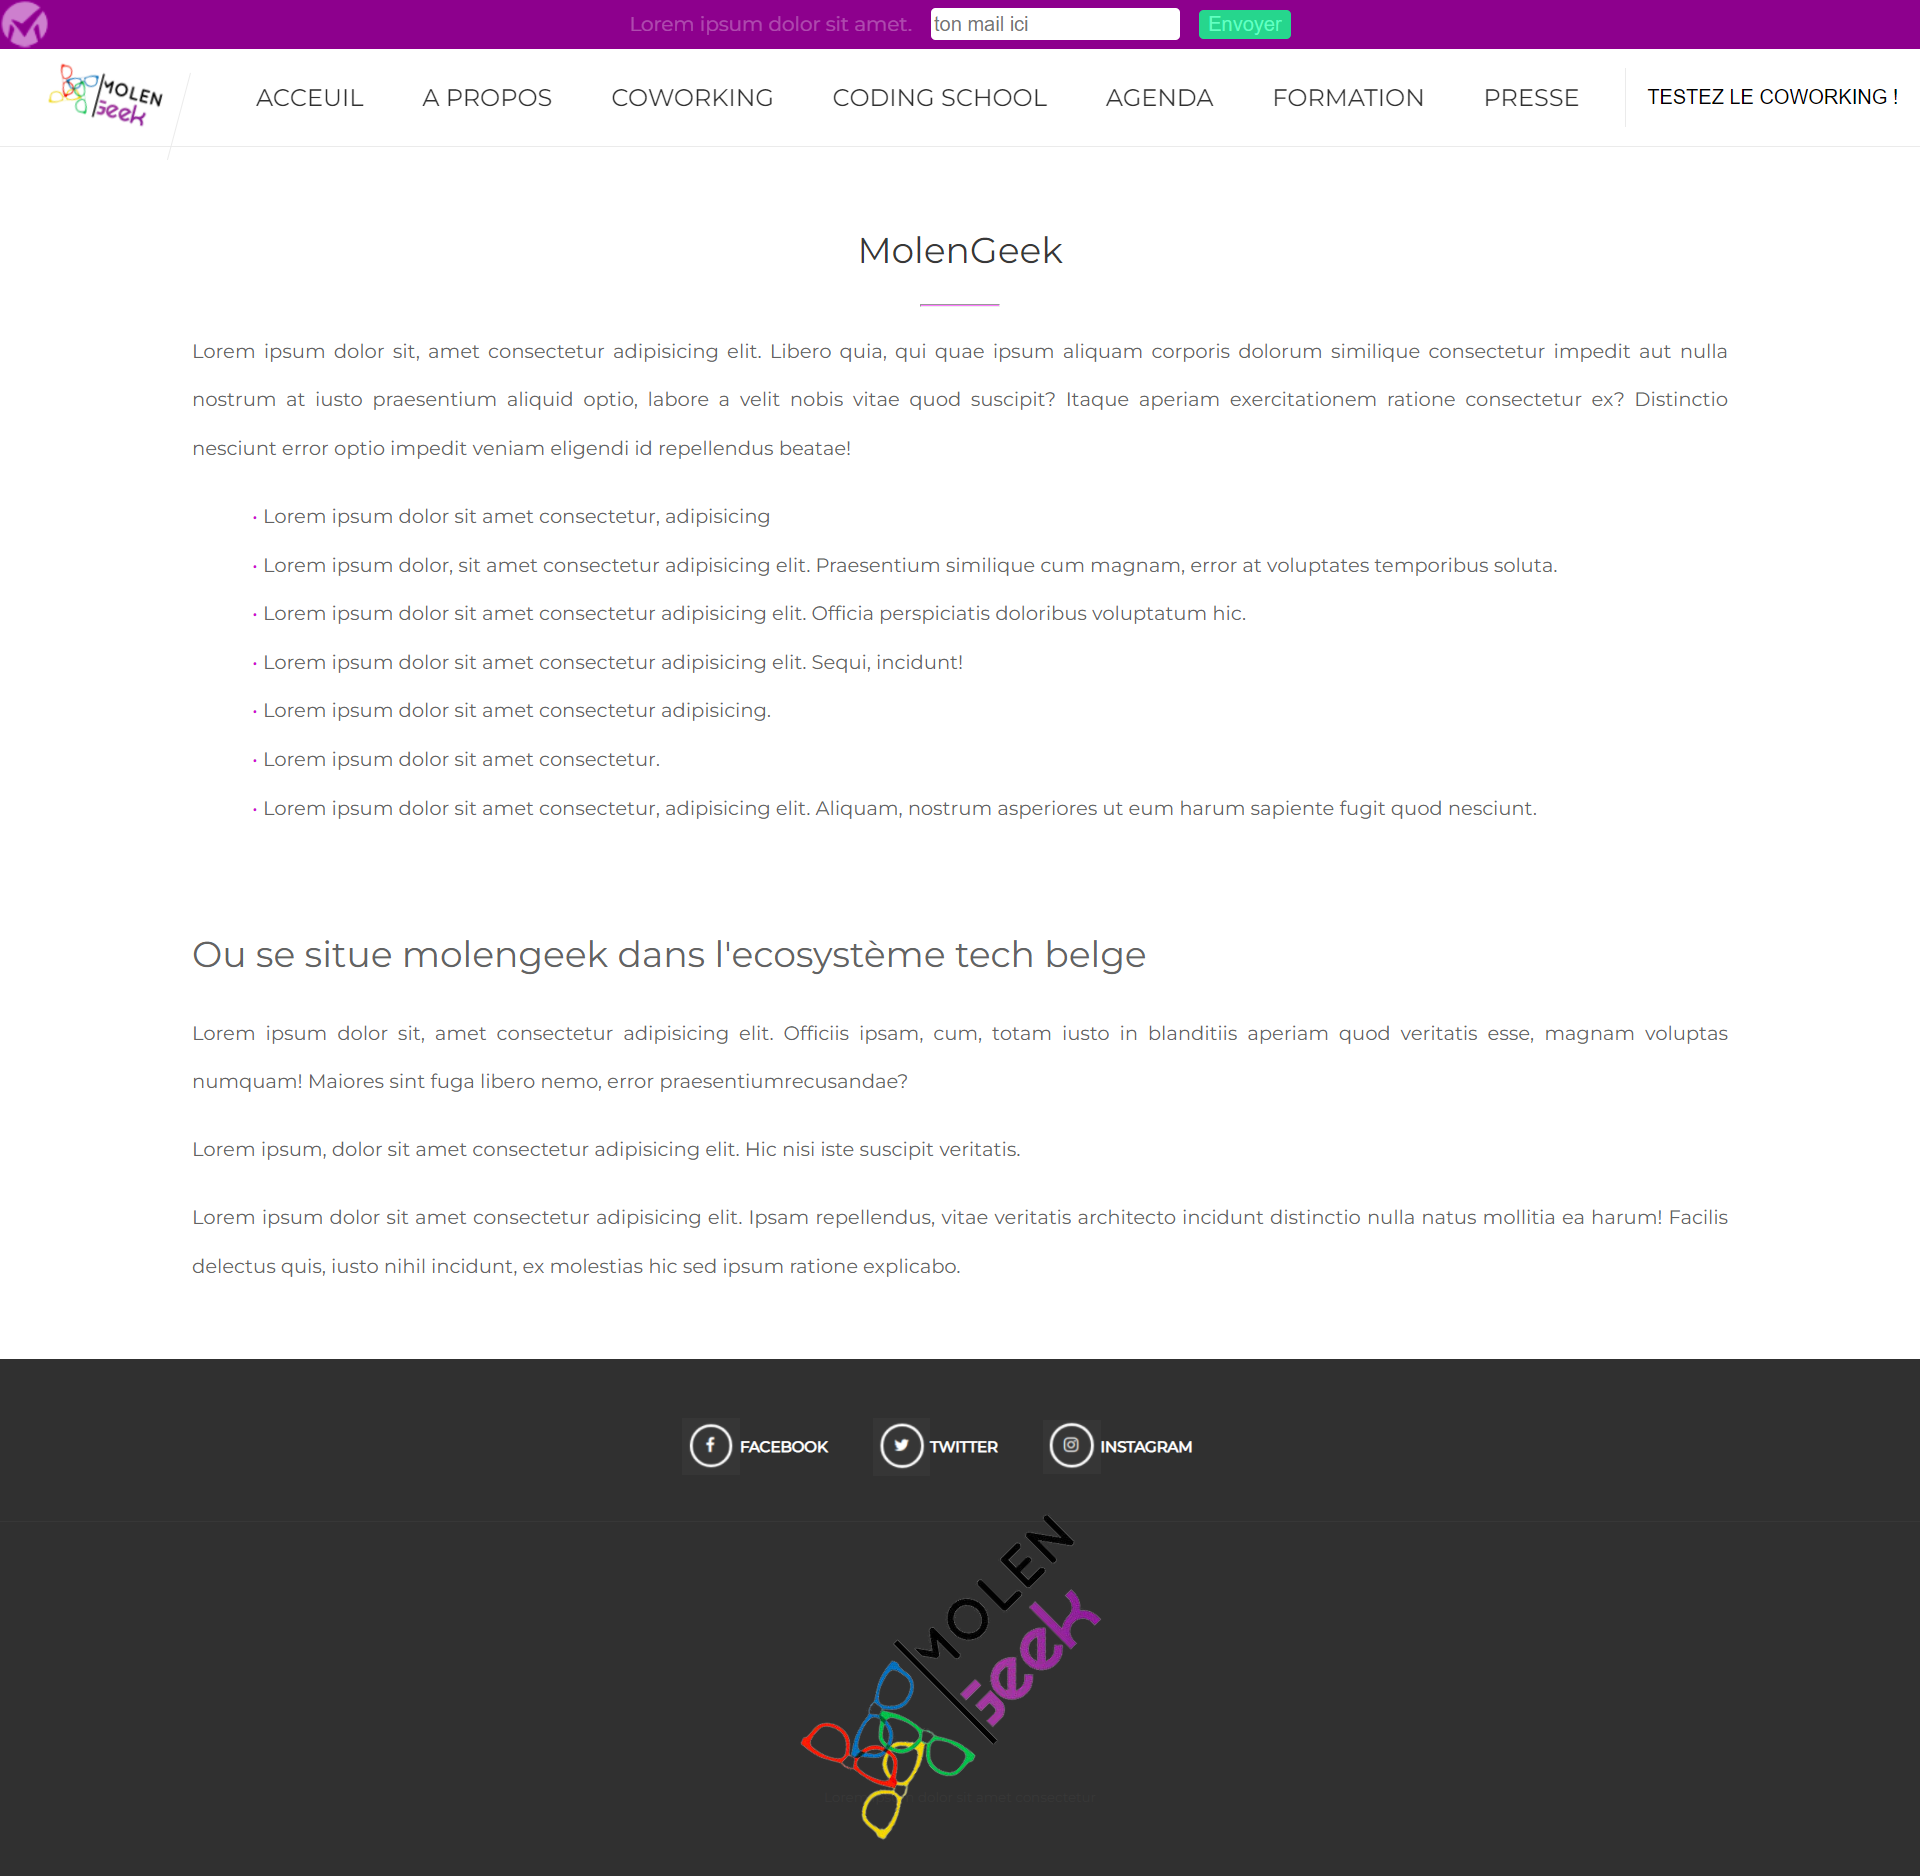 Lorem ipsum dolor sit amet. ton mail ici Envoyer
MOLEN
Geek
ACCEUIL A PROPOS COWORKING CODING SCHOOL AGENDA FORMATION PRESSE TESTEZ LE COWORKING !
MolenGeek
Lorem ipsum dolor sit, amet consectetur adipisicing elit. Libero quia, qui quae ipsum aliquam corporis dolorum similique consectetur impedit aut nulla
nostrum at iusto praesentium aliquid optio, labore a velit nobis vitae quod suscipit? Itaque aperiam exercitationem ratione consectetur ex? Distinctio
nesciunt error optio impedit veniam eligendi id repellendus beatae!
• Lorem ipsum dolor sit amet consectetur, adipisicing
• Lorem ipsum dolor, sit amet consectetur adipisicing elit. Praesentium similique cum magnam, error at voluptates temporibus soluta.
• Lorem ipsum dolor sit amet consectetur adipisicing elit. Officia perspiciatis doloribus voluptatum hic.
• Lorem ipsum dolor sit amet consectetur adipisicing elit. Sequi, incidunt!
• Lorem ipsum dolor sit amet consectetur adipisicing.
• Lorem ipsum dolor sit amet consectetur.
• Lorem ipsum dolor sit amet consectetur, adipisicing elit. Aliquam, nostrum asperiores ut eum harum sapiente fugit quod nesciunt.
Ou se situe molengeek dans l'ecosystème tech belge
Lorem ipsum dolor sit, amet consectetur adipisicing elit. Officiis ipsam, cum, totam iusto in blanditiis aperiam quod veritatis esse, magnam voluptas
numquam! Maiores sint fuga libero nemo, error praesentiumrecusandae?
Lorem ipsum, dolor sit amet consectetur adipisicing elit. Hic nisi iste suscipit veritatis.
Lorem ipsum dolor sit amet consectetur adipisicing elit. Ipsam repellendus, vitae veritatis architecto incidunt distinctio nulla natus mollitia ea harum! Facilis
delectus quis, iusto nihil incidunt, ex molestias hic sed ipsum ratione explicabo.
FACEBOOK TWITTER INSTAGRAM
MOLEN
Geek
dolor sit amet consectetur